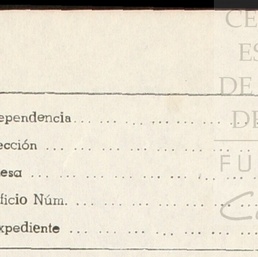 ependencia
ección
esa
ficio Núm.
xpediente
CE
ES
DE
DE
FU